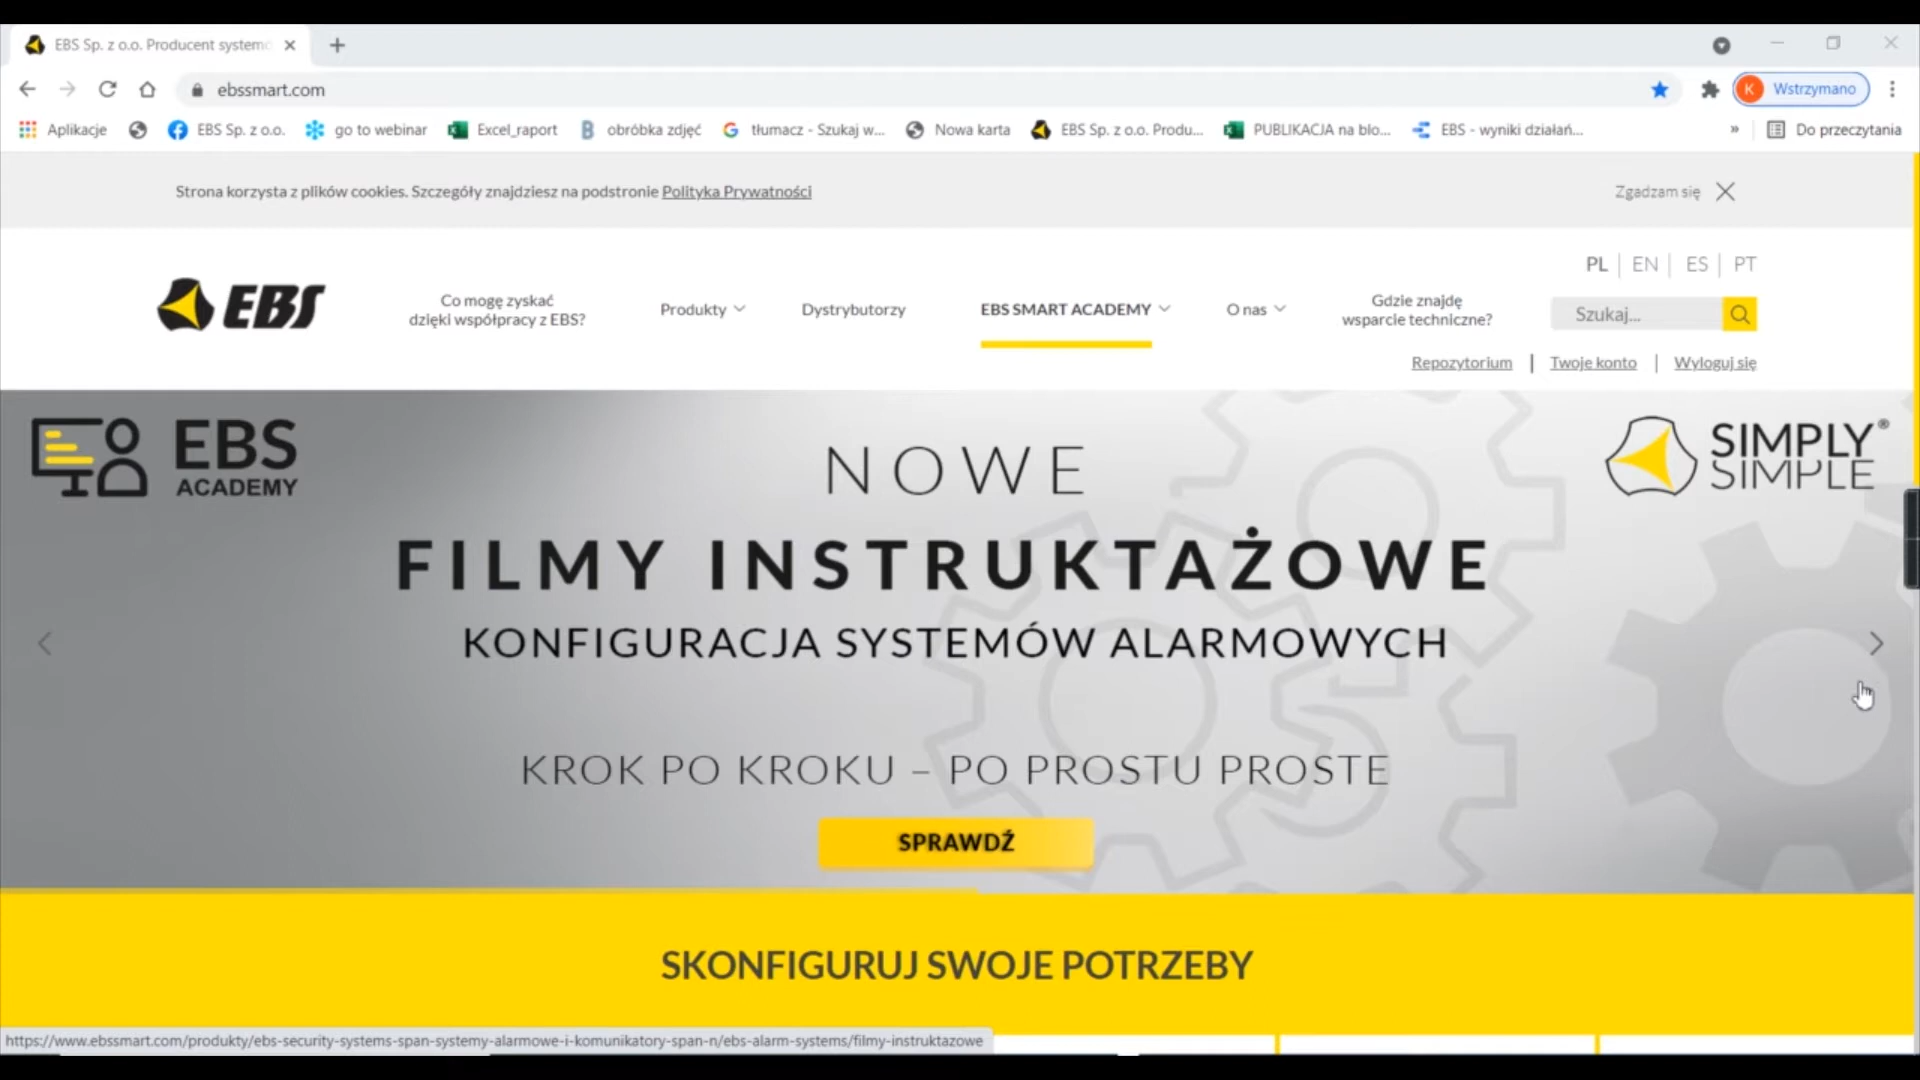 EBS Sp. z o.o. Producent systemó
ebssmart.com
K Wstrzymano
Aplikacje EBS Sp. z o.o. go to webinar Excel_raport obróbka zdjęć tłumacz - Szukaj w... Nowa karta EBS Sp. z o.o. Produ... PUBLIKACJA na blo... EBS - wyniki działań... » Do przeczytania
Strona korzysta z plików cookies. Szczegóły znajdziesz na podstronie Polityka Prywatności Zgadzam się
PL | EN | ES | PT
EBS
Co mogę zyskać
dzięki współpracy z EBS?
Produkty
Dystrybutorzy
EBS SMART ACADEMY
O nas
Gdzie znajdę
wsparcie techniczne?
Szukaj...
Repozytorium | Twoje konto | Wyloguj się
EBS
ACADEMY
SIMPLY®
SIMPLE
NOWE
FILMY INSTRUKTAŻOWE
KONFIGURACJA SYSTEMÓW ALARMOWYCH
KROK PO KROKU – PO PROSTU PROSTE
SPRAWDŹ
SKONFIGURUJ SWOJE POTRZEBY
https://www.ebssmart.com/produkty/ebs-security-systems-span-systemy-alarmowe-i-komunikatory-span-n/ebs-alarm-systems/filmy-instruktazowe